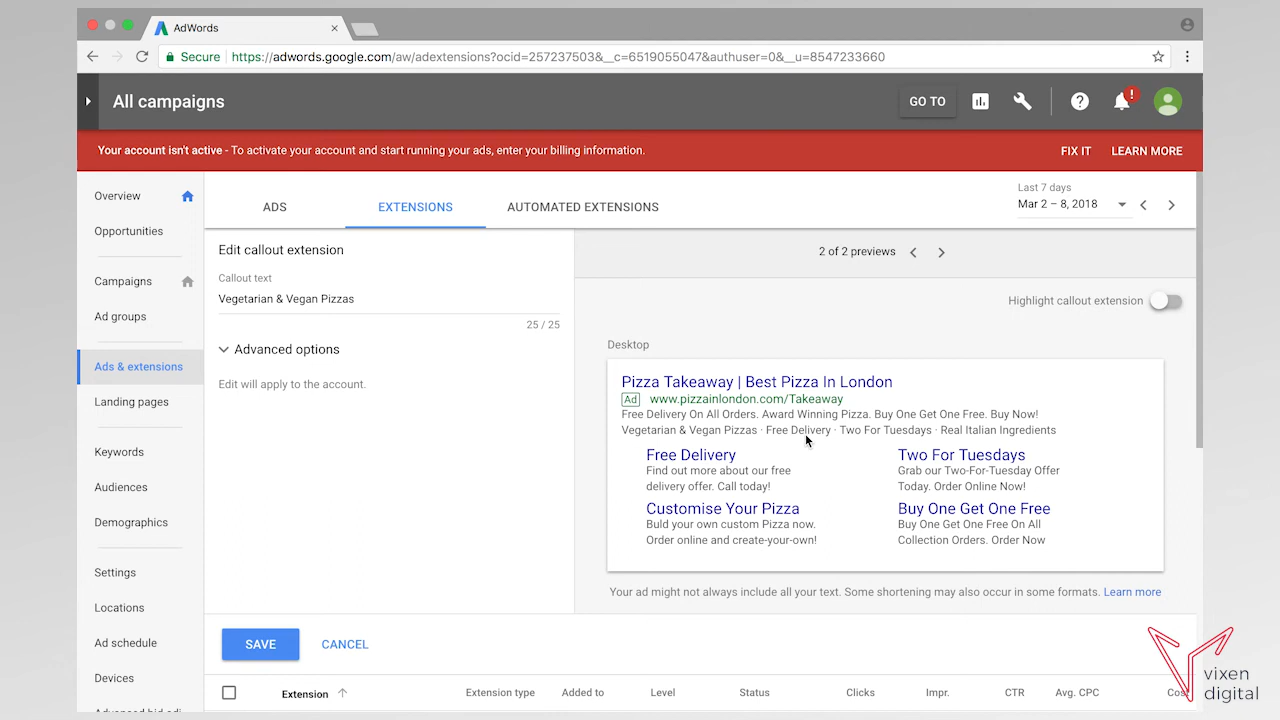 AdWords
Secure https://adwords.google.com/aw/adextensions?ocid=257237503&__c=6519055047&authuser=0&__u=8547233660
All campaigns
GO TO
!
Your account isn't active - To activate your account and start running your ads, enter your billing information.
FIX IT
LEARN MORE
Overview
Opportunities
Campaigns
Ad groups
Ads & extensions
Landing pages
Keywords
Audiences
Demographics
Settings
Locations
Ad schedule
Devices
ADS
EXTENSIONS
AUTOMATED EXTENSIONS
Last 7 days
Mar 2 – 8, 2018
Edit callout extension
Callout text
Vegetarian & Vegan Pizzas
25 / 25
Advanced options
Edit will apply to the account.
2 of 2 previews
Highlight callout extension
Desktop
Pizza Takeaway | Best Pizza In London
Ad www.pizzainlondon.com/Takeaway
Free Delivery On All Orders. Award Winning Pizza. Buy One Get One Free. Buy Now!
Vegetarian & Vegan Pizzas · Free Delivery · Two For Tuesdays · Real Italian Ingredients
Free Delivery
Find out more about our free
delivery offer. Call today!
Two For Tuesdays
Grab our Two-For-Tuesday Offer
Today. Order Online Now!
Customise Your Pizza
Buld your own custom Pizza now.
Order online and create-your-own!
Buy One Get One Free
Buy One Get One Free On All
Collection Orders. Order Now
Your ad might not always include all your text. Some shortening may also occur in some formats. Learn more
SAVE
CANCEL
Extension
Extension type
Added to
Level
Status
Clicks
Impr.
CTR
Avg. CPC
vixen
digital